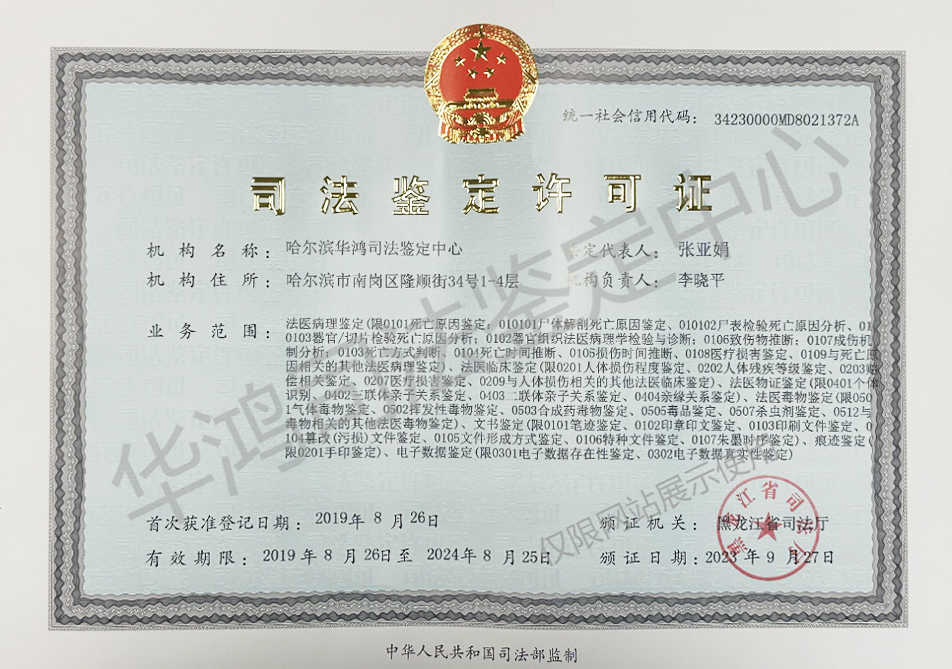 统一社会信用代码： 34230000MD8021372A
司法鉴定许可证
机构名称： 哈尔滨华鸿司法鉴定中心 法定代表人： 张亚娟
机构住所： 哈尔滨市南岗区隆顺街34号1-4层 机构负责人： 李晓平
业务范围： 法医病理鉴定(限0101死亡原因鉴定：010101尸体解剖死亡原因鉴定、010102尸表检验死亡原因分析、01
0103器官/切片检验死亡原因分析；0102器官组织法医病理学检验与诊断；0106致伤物推断；0107成伤机
制分析；0103死亡方式判断；0104死亡时间推断、0105损伤时间推断、0108医疗损害鉴定、0109与死亡原
因相关的其他法医病理鉴定)、法医临床鉴定(限0201人体损伤程度鉴定、0202人体残疾等级鉴定、0203赔
偿相关鉴定、0207医疗损害鉴定、0209与人体损伤相关的其他法医临床鉴定)、法医物证鉴定(限0401个体
识别、0402三联体亲子关系鉴定、0403二联体亲子关系鉴定、0404亲缘关系鉴定)、法医毒物鉴定(限050
1气体毒物鉴定、0502挥发性毒物鉴定、0503合成药毒物鉴定、0505毒品鉴定、0507杀虫剂鉴定、0512与
毒物相关的其他法医毒物鉴定)、文书鉴定(限0101笔迹鉴定、0102印章印文鉴定、0103印刷文件鉴定、0
104篡改(污损)文件鉴定、0105文件形成方式鉴定、0106特种文件鉴定、0107朱墨时序鉴定)、痕迹鉴定(
限0201手印鉴定)、电子数据鉴定(限0301电子数据存在性鉴定、0302电子数据真实性鉴定)
首次获准登记日期： 2019年8月26日 颁证机关： 黑龙江省司法厅
有效期限： 2019年8月26日至2024年8月25日 颁证日期： 2023年9月27日
黑龙江省司法厅
中华人民共和国司法部监制
华鸿司法鉴定中心
仅限网站展示使用